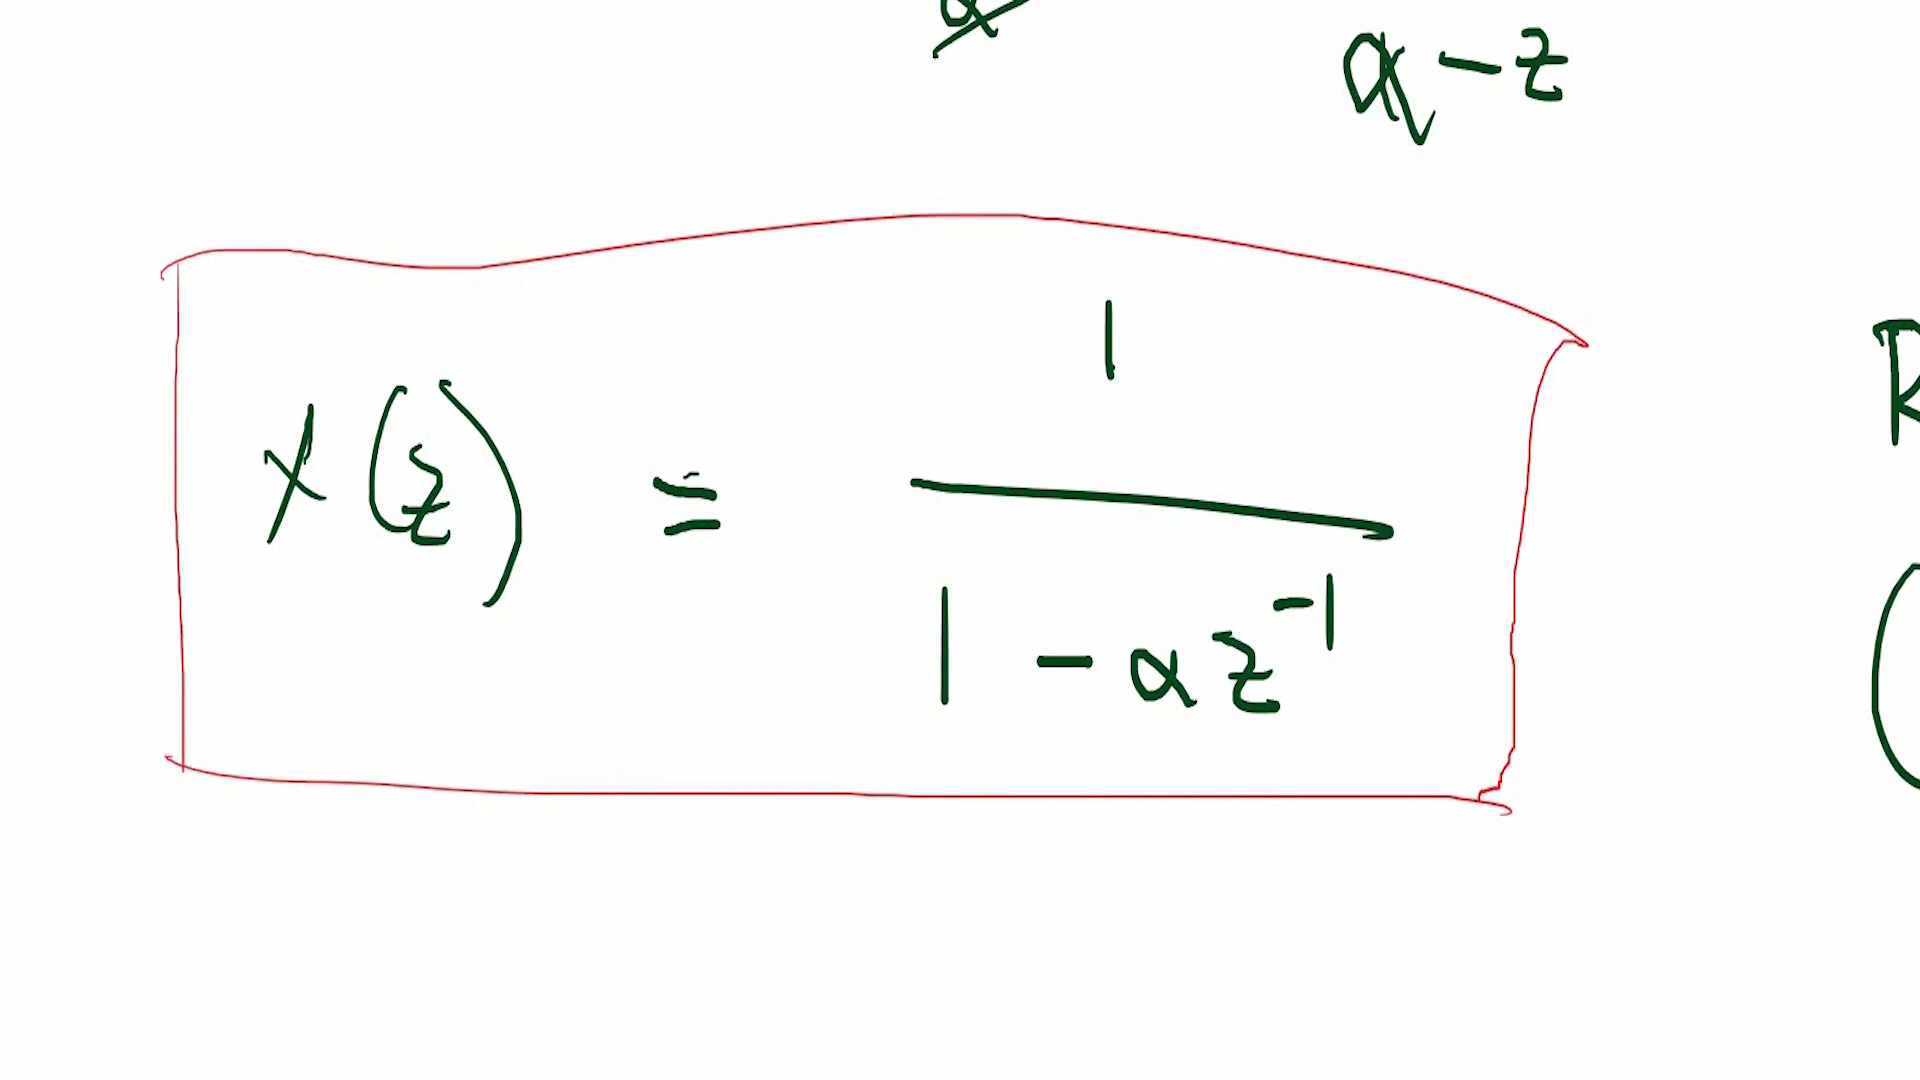 α - z
X(z) = 1 / (1 - αz⁻¹)
R
(